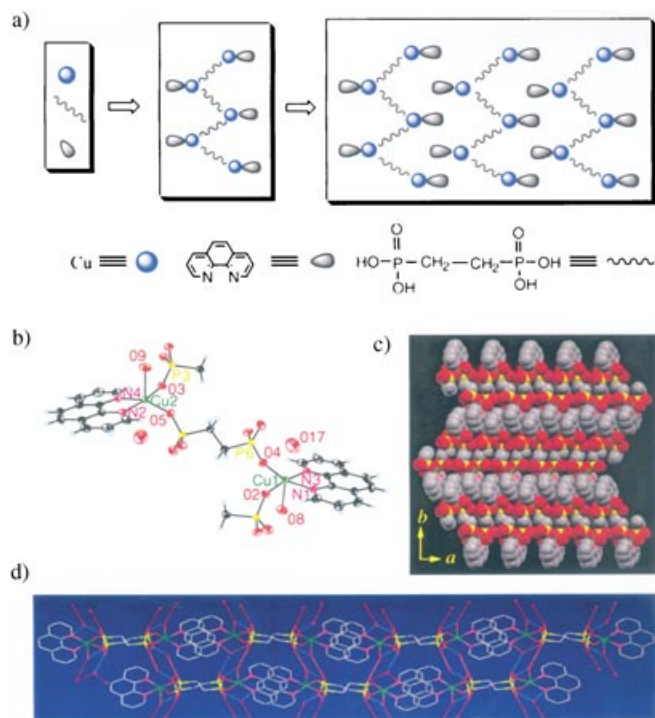 a)
Cu
N N
O O
HO-P-CH₂-CH₂-P-OH
OH OH
b)
c)
O9
P3
O3
N4
Cu2
N2
O5
P6
O17
O4
Cu1
N3
O2
N1
O8
b
a
d)